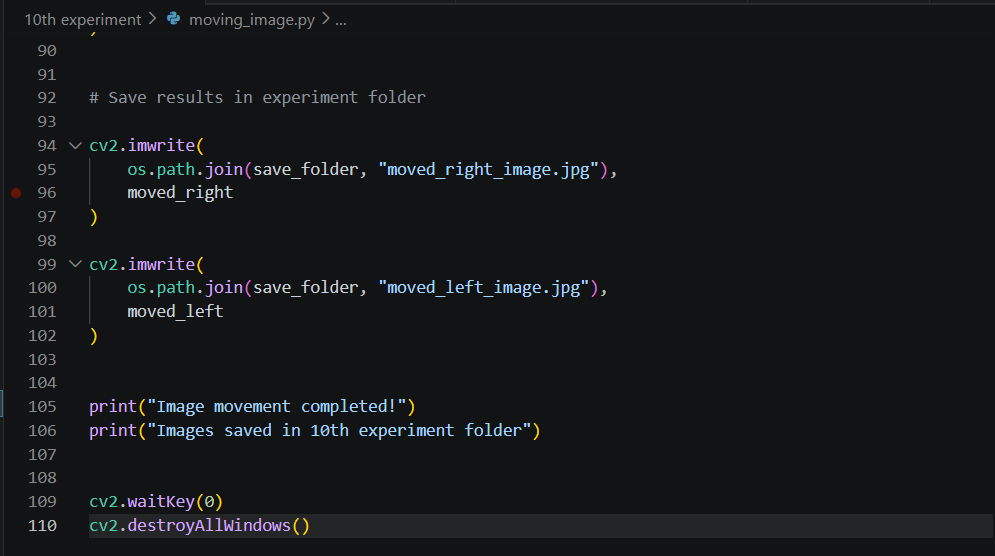 10th experiment > moving_image.py > ...
90
91
92 # Save results in experiment folder
93
94 cv2.imwrite(
95     os.path.join(save_folder, "moved_right_image.jpg"),
96     moved_right
97 )
98
99 cv2.imwrite(
100     os.path.join(save_folder, "moved_left_image.jpg"),
101     moved_left
102 )
103
104
105 print("Image movement completed!")
106 print("Images saved in 10th experiment folder")
107
108
109 cv2.waitKey(0)
110 cv2.destroyAllWindows()